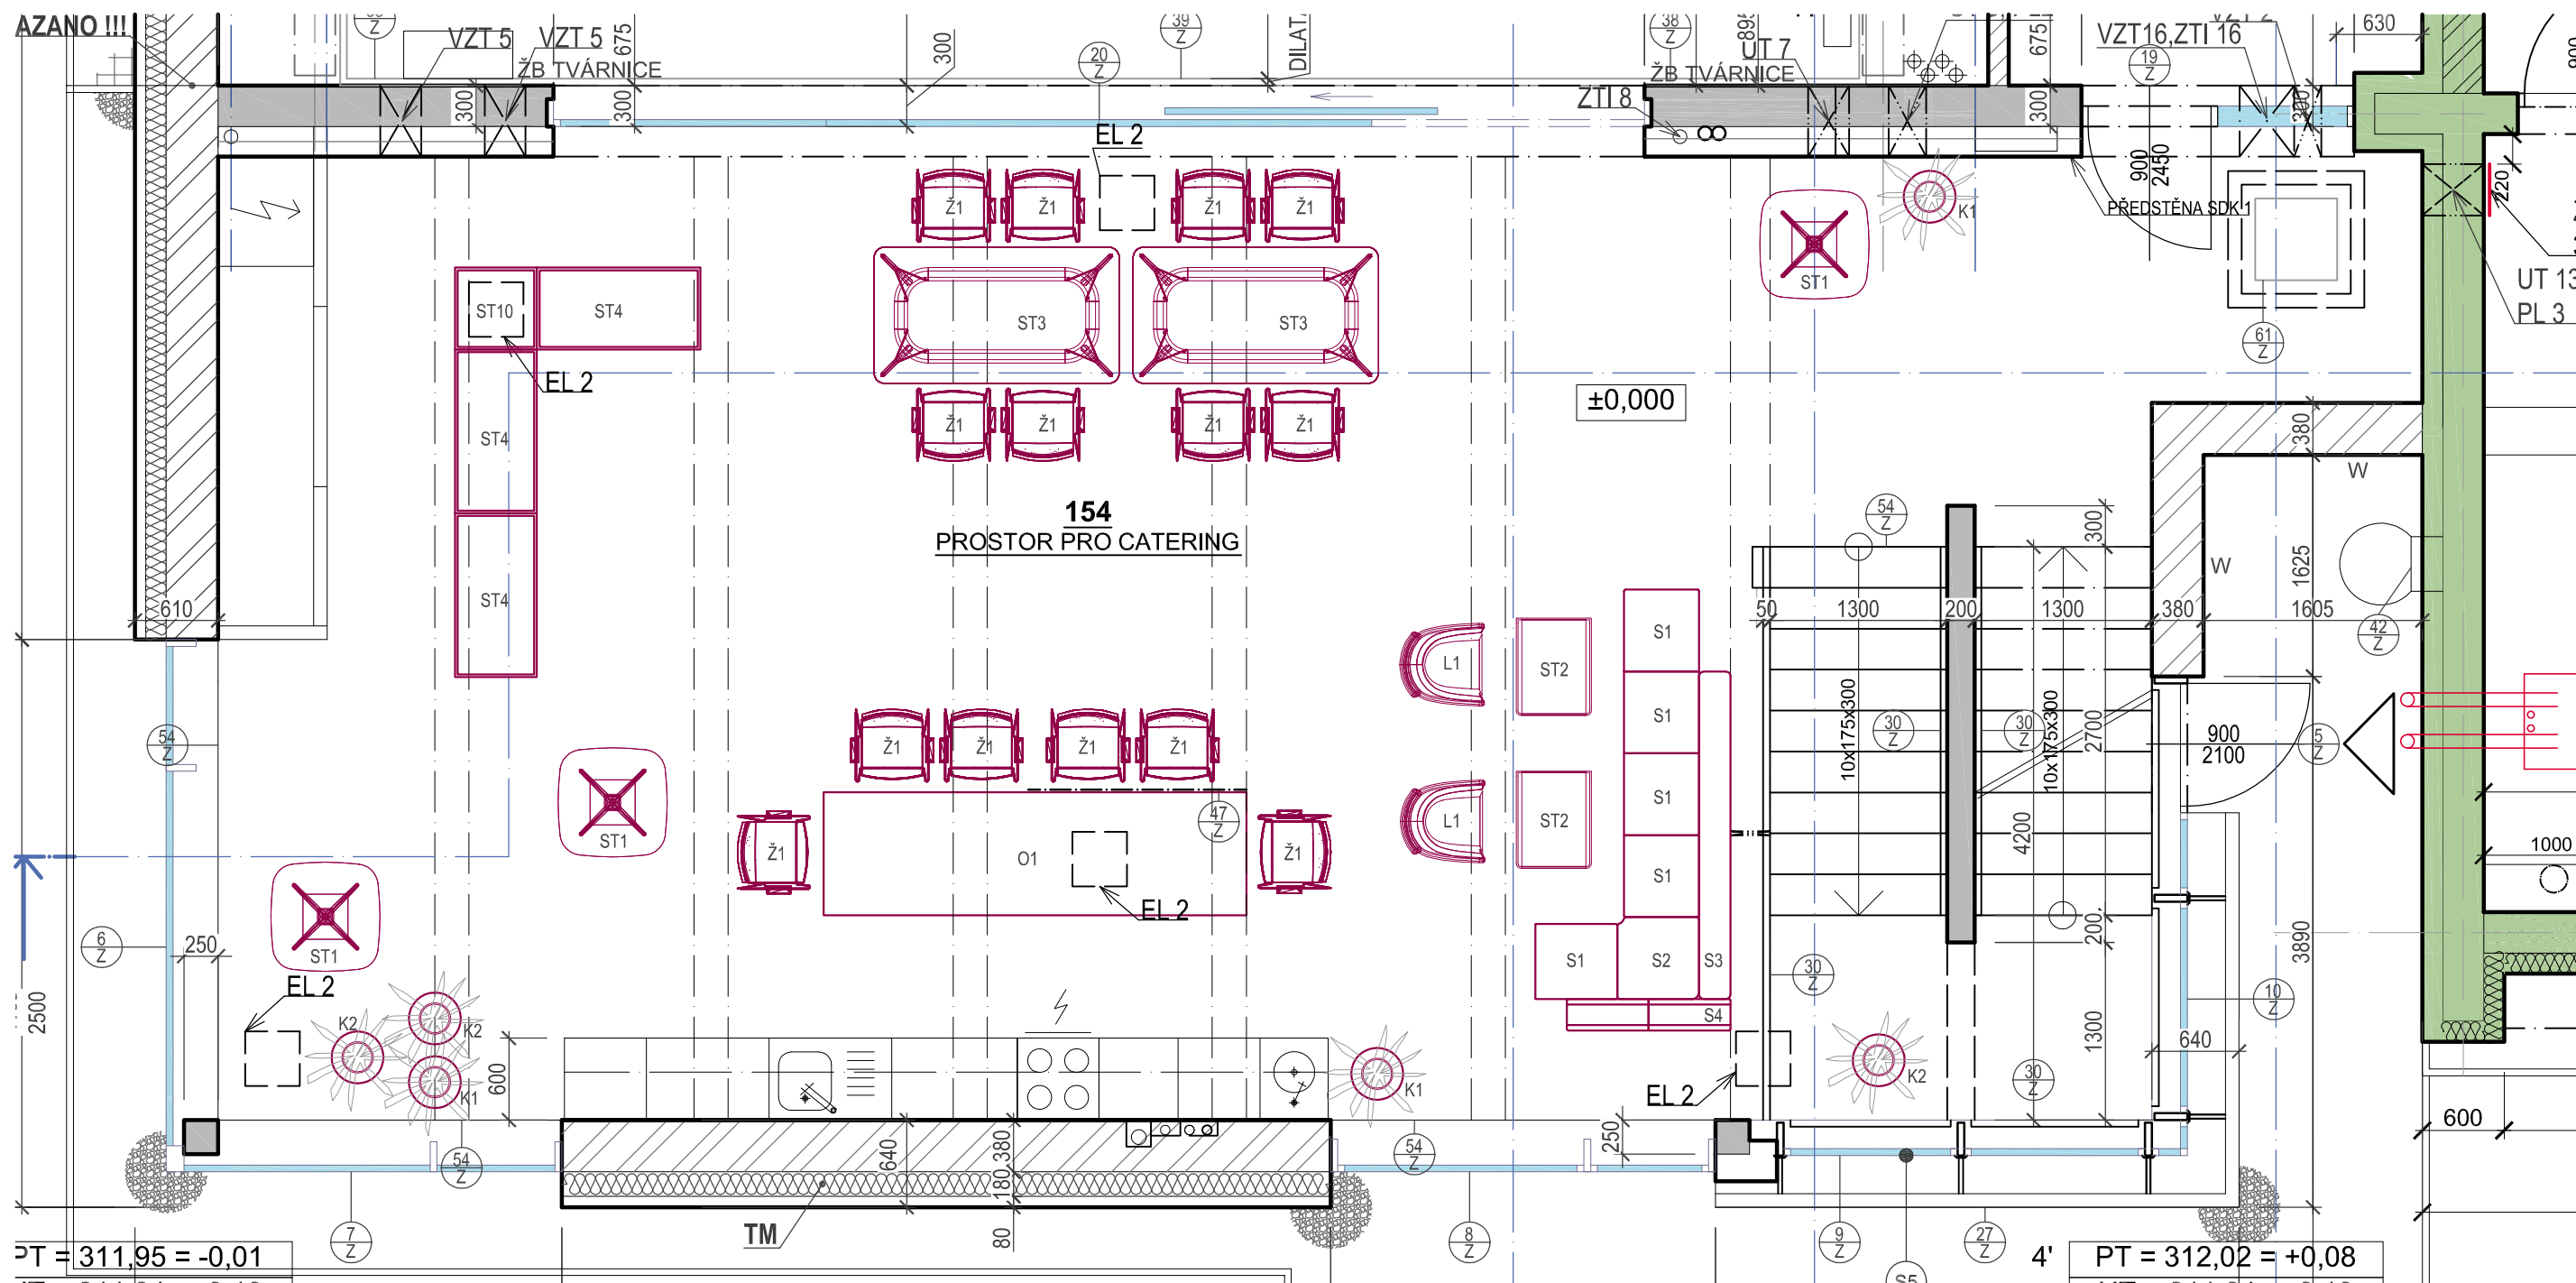 AZANO !!!
VZT 5
VZT 5
ŽB TVÁRNICE
675
300
300
300
20
Z
39
Z
DILAT.
EL 2
38
Z
895
UT 7
ŽB TVÁRNICE
ZTI 8
675
300
VZT16,ZTI 16
19
Z
630
300
900
2450
PŘEDSTĚNA SDK 1
220
UT 13
PL 3
61
Z
Ž1
Ž1
Ž1
Ž1
ST1
K1
ST10
ST4
ST3
ST3
EL 2
±0,000
ST4
Ž1
Ž1
Ž1
Ž1
380
W
154
PROSTOR PRO CATERING
54
Z
300
1625
W
ST4
610
50
1300
200
1300
380
1605
42
Z
S1
L1
ST2
S1
10x175x300
30
Z
30
Z
10x175x300
2700
900
2100
5
Z
54
Z
Ž1
Ž1
Ž1
Ž1
S1
L1
ST2
47
Z
ST1
Ž1
O1
Ž1
4200
1000
S1
EL 2
6
Z
250
ST1
EL 2
S1
S2
S3
S4
30
Z
200
3890
10
Z
2500
K2
K2
K1
600
K1
EL 2
K2
30
Z
1300
640
600
54
Z
640
380
180
80
54
Z
250
TM
7
Z
8
Z
9
Z
27
Z
S5
PT = 311,95 = -0,01
4'
PT = 312,02 = +0,08